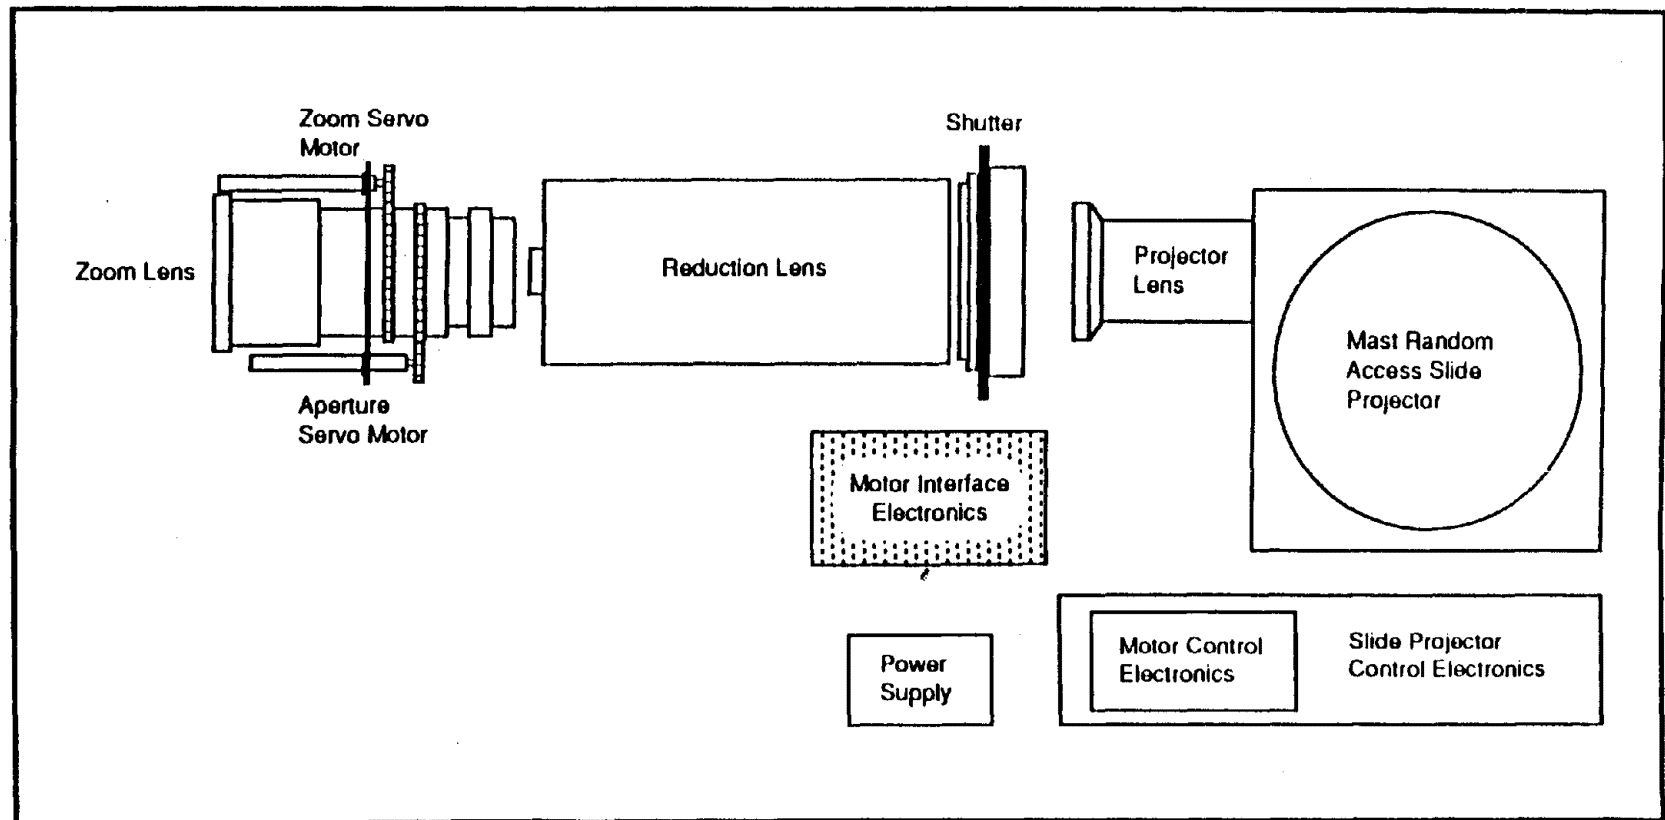 Zoom Servo
Motor
Shutter
Zoom Lens
Reduction Lens
Projector
Lens
Mast Random
Access Slide
Projector
Aperture
Servo Motor
Motor Interface
Electronics
Power
Supply
Motor Control
Electronics
Slide Projector
Control Electronics